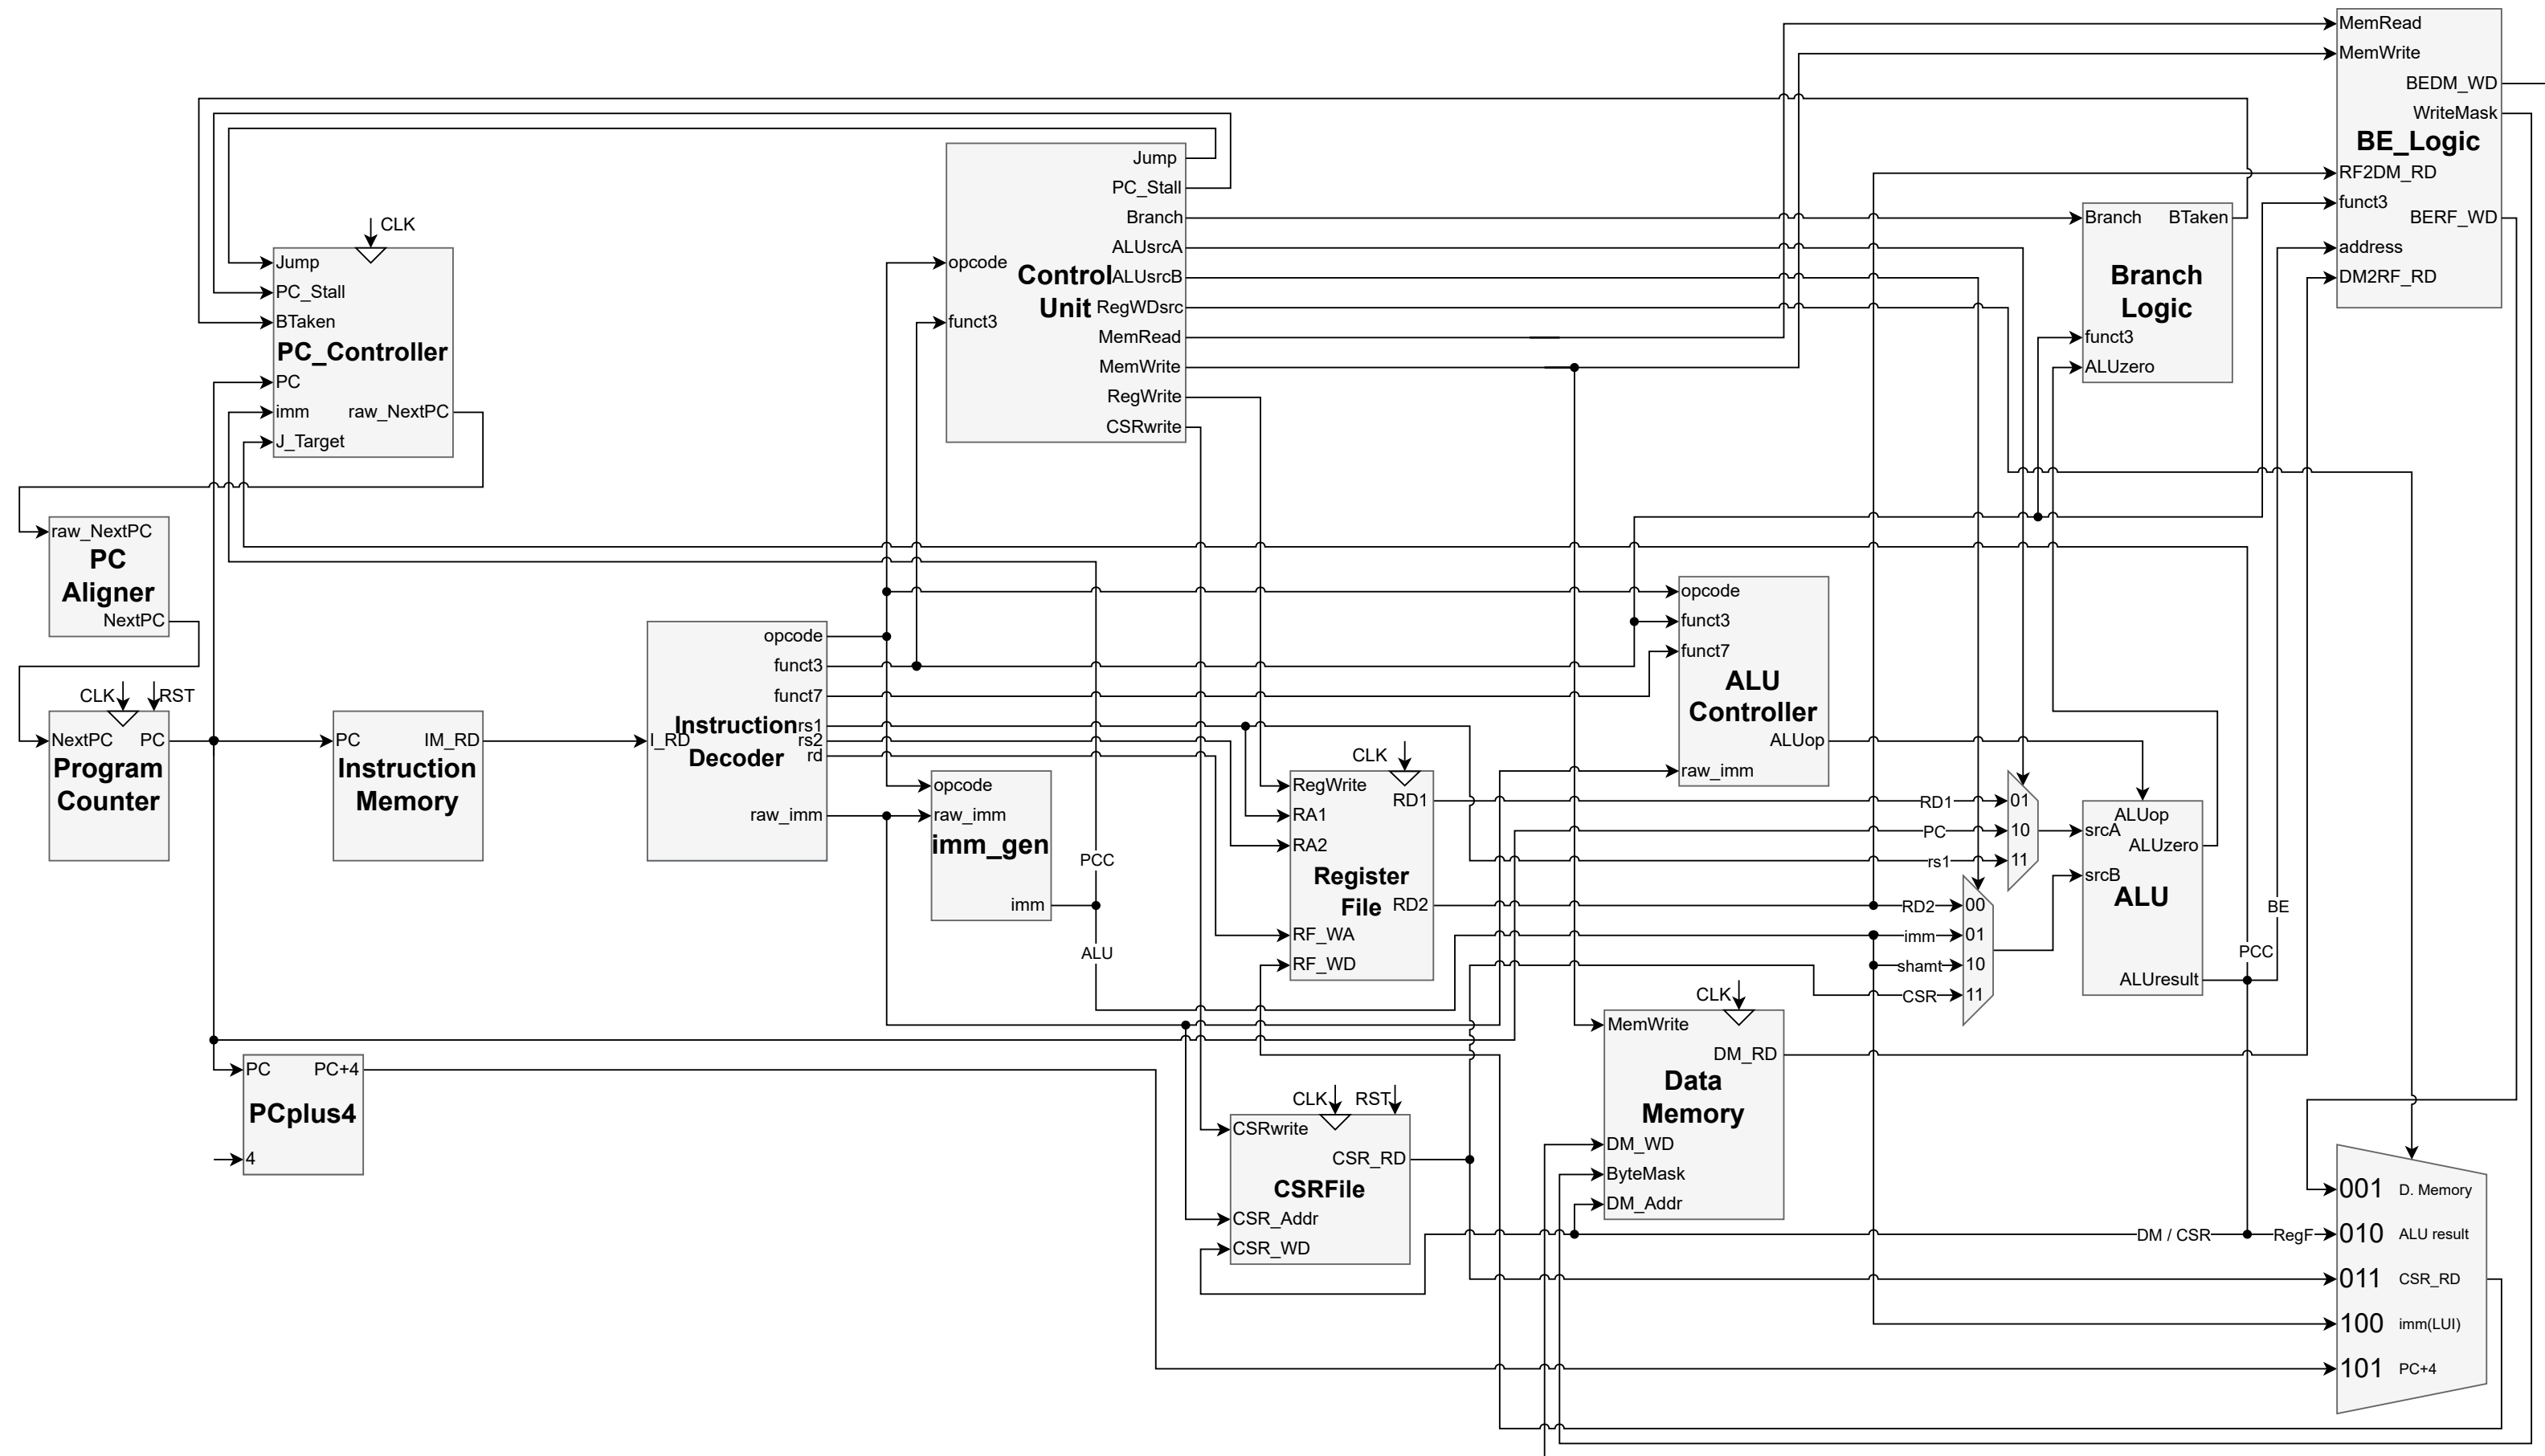 MemRead
MemWrite
BEDM_WD
WriteMask
BE_Logic
RF2DM_RD
funct3
BERF_WD
address
DM2RF_RD
Jump
PC_Stall
Branch
ALUsrcA
opcode
Control
ALUsrcB
Unit
RegWDsrc
funct3
MemRead
MemWrite
RegWrite
CSRwrite
Branch
BTaken
Branch
Logic
funct3
ALUzero
CLK
Jump
PC_Stall
BTaken
PC_Controller
PC
imm
raw_NextPC
J_Target
raw_NextPC
PC
Aligner
NextPC
CLK
RST
NextPC
PC
Program
Counter
PC
IM_RD
Instruction
Memory
opcode
funct3
funct7
Instruction
rs1
I_RD
rs2
Decoder
rd
raw_imm
opcode
raw_imm
imm_gen
imm
PCC
ALU
opcode
funct3
funct7
ALU
Controller
ALUop
raw_imm
CLK
RegWrite
RD1
RA1
RA2
Register
File
RD2
RF_WA
RF_WD
RD1
01
PC
10
rs1
11
RD2
00
imm
01
shamt
10
CSR
11
ALUop
srcA
ALUzero
srcB
ALU
ALUresult
BE
PCC
PC
PC+4
PCplus4
4
CLK
RST
CSRwrite
CSR_RD
CSRFile
CSR_Addr
CSR_WD
CLK
MemWrite
DM_RD
Data
Memory
DM_WD
ByteMask
DM_Addr
DM / CSR
RegF
001 D. Memory
010 ALU result
011 CSR_RD
100 imm(LUI)
101 PC+4